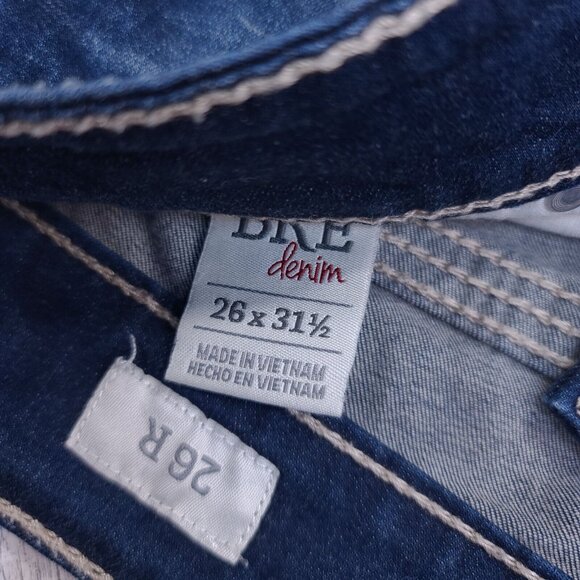 BKE
denim
26 x 31½
MADE IN VIETNAM
HECHO EN VIETNAM
26 R